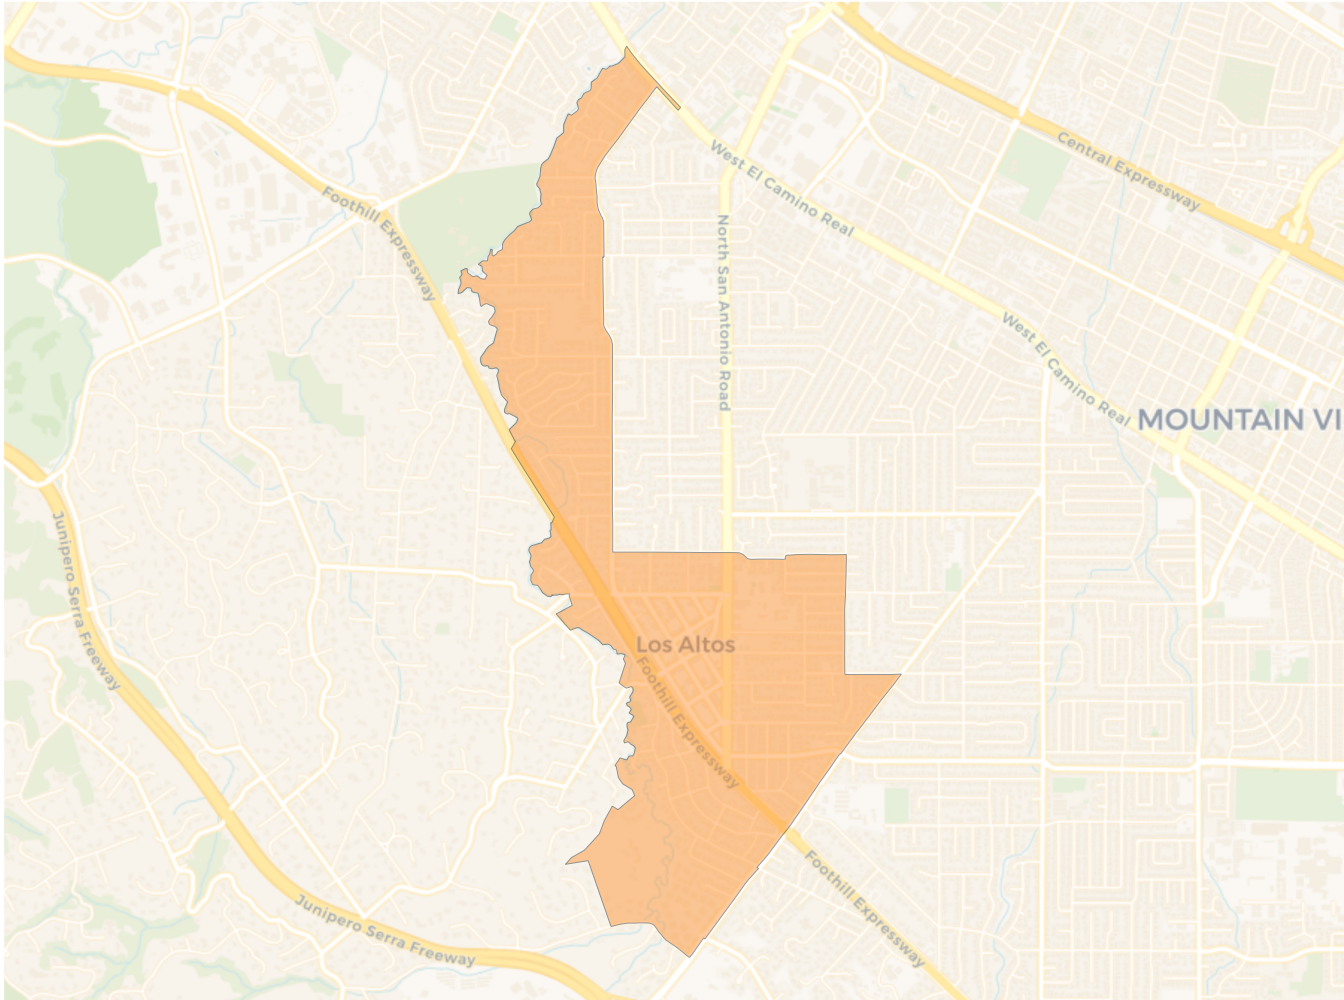 Central Expressway
West El Camino Real
Foothill Expressway
North San Antonio Road
West El Camino Real
MOUNTAIN VI
Junipero Serra Freeway
Los Altos
Foothill Expressway
Foothill Expressway
Junipero Serra Freeway